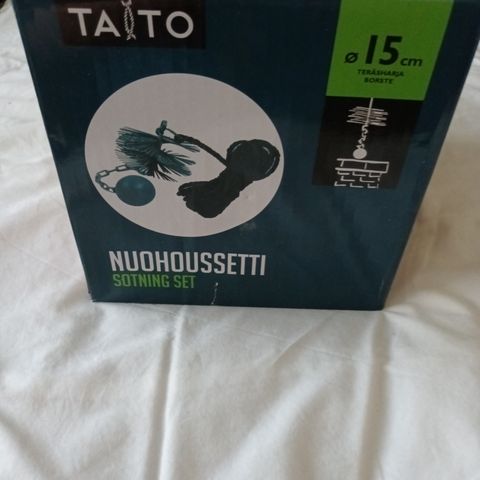 TAITO
ø 15 cm
TERÄSHARJA
BORSTE
NUOHOUSSETTI
SOTNING SET